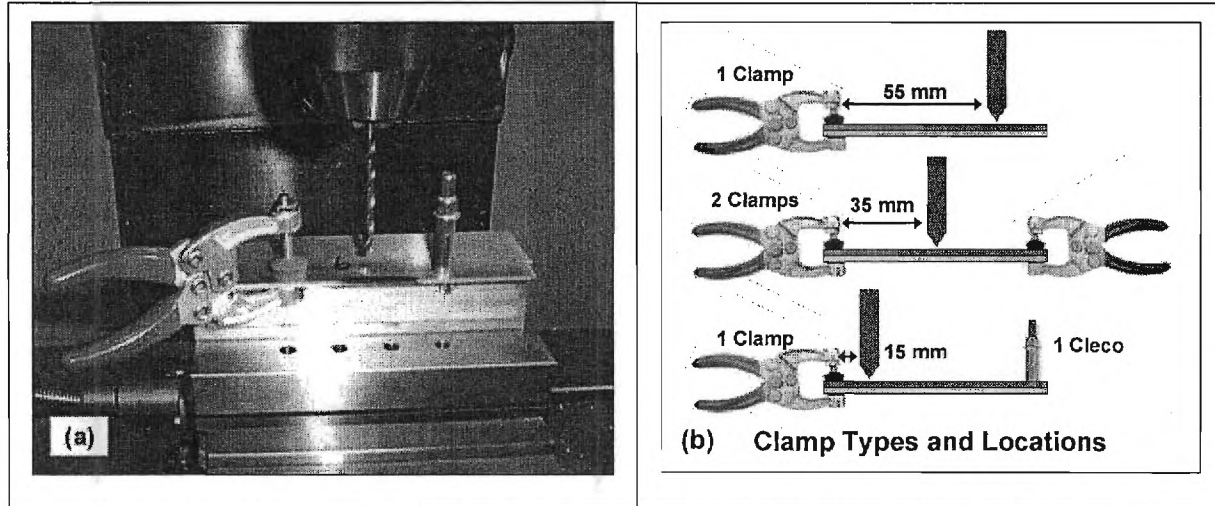 (a)
1 Clamp
55 mm
2 Clamps
35 mm
1 Clamp
15 mm
1 Cleco
(b) Clamp Types and Locations